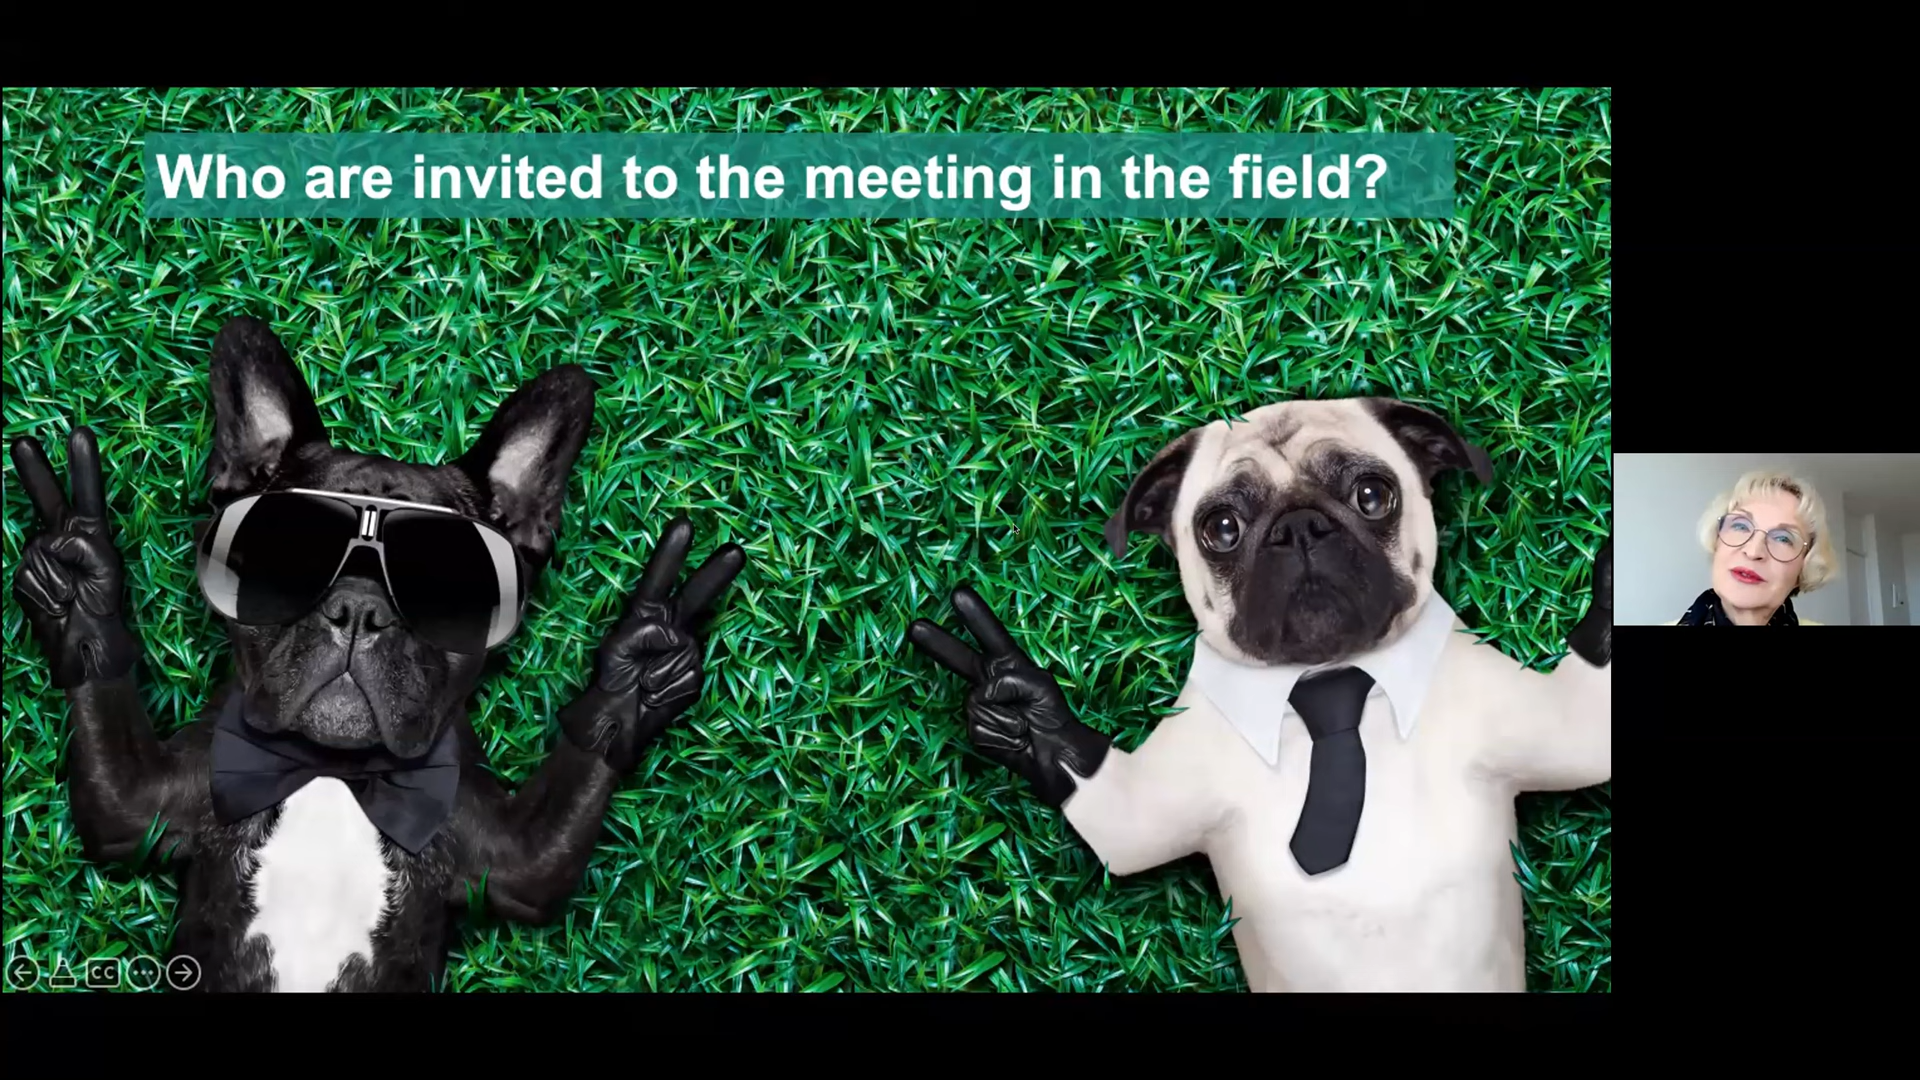 Who are invited to the meeting in the field?
CC